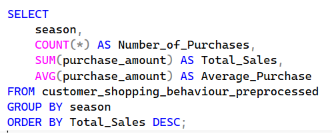 SELECT
    season,
    COUNT(*) AS Number_of_Purchases,
    SUM(purchase_amount) AS Total_Sales,
    AVG(purchase_amount) AS Average_Purchase
FROM customer_shopping_behaviour_preprocessed
GROUP BY season
ORDER BY Total_Sales DESC;